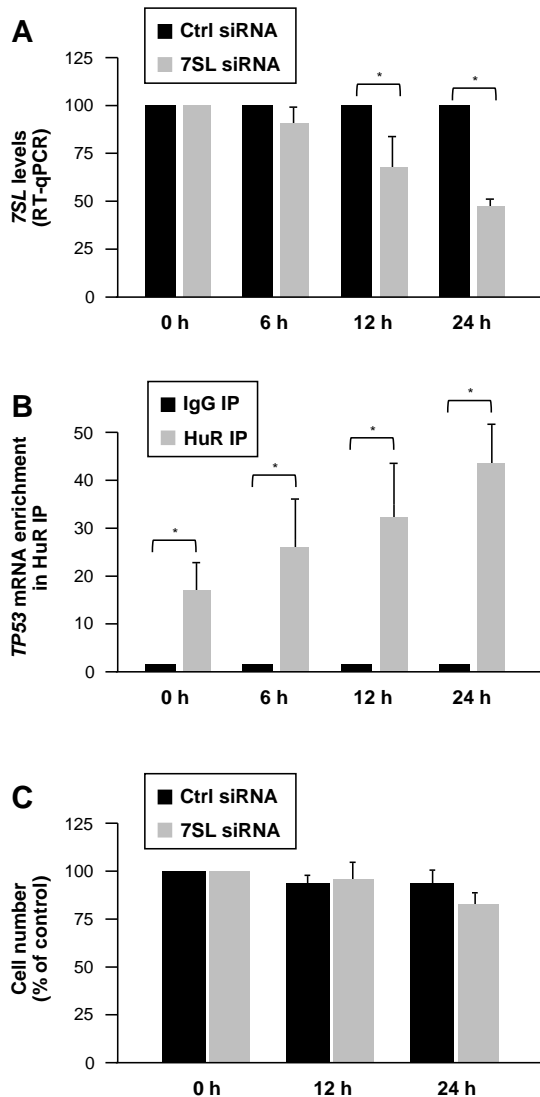 A
Ctrl siRNA
7SL siRNA
7SL levels
(RT-qPCR)
125
100
75
50
25
0
*
*
0 h
6 h
12 h
24 h
B
IgG IP
HuR IP
TP53 mRNA enrichment
in HuR IP
50
40
30
20
10
0
*
*
*
*
0 h
6 h
12 h
24 h
C
Ctrl siRNA
7SL siRNA
Cell number
(% of control)
125
100
75
50
25
0
0 h
12 h
24 h